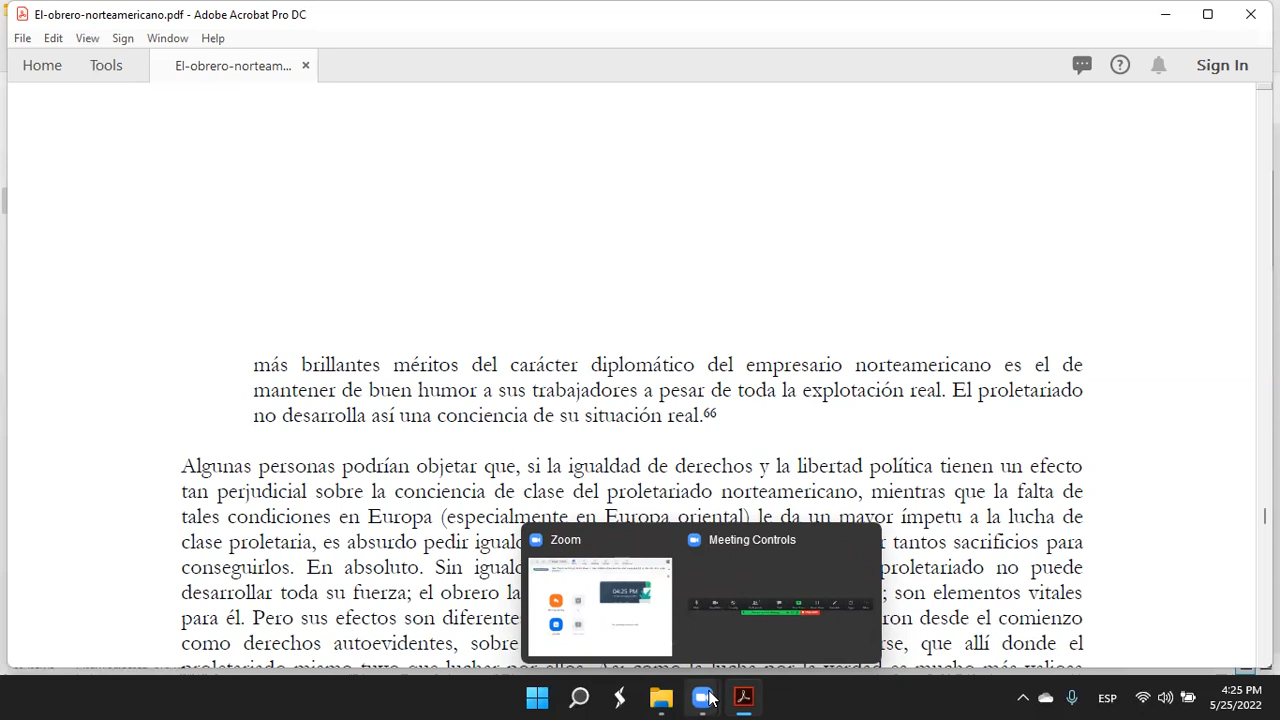 El-obrero-norteamericano.pdf - Adobe Acrobat Pro DC
File Edit View Sign Window Help
Home Tools El-obrero-norteam... × Sign In
más brillantes méritos del carácter diplomático del empresario norteamericano es el de
mantener de buen humor a sus trabajadores a pesar de toda la explotación real. El proletariado
no desarrolla así una conciencia de su situación real.66
Algunas personas podrían objetar que, si la igualdad de derechos y la libertad política tienen un efecto
tan perjudicial sobre la conciencia de clase del proletariado norteamericano, mientras que la falta de
tales condiciones en Europa (especialmente en Europa oriental) le da un mayor ímpetu a la lucha de
clase proletaria, es absurdo pedir igual
tantos sacrificios para
conseguirlos. En absoluto. Sin igual
proletariado no puede
desarrollar toda su fuerza; el obrero la
; son elementos vitales
para él. Pero sus efectos son diferente
ron desde el comienzo
como derechos autoevidentes, sobre
rse, que allí donde el
Zoom
Meeting Controls
04:25 PM
ESP
4:25 PM
5/25/2022